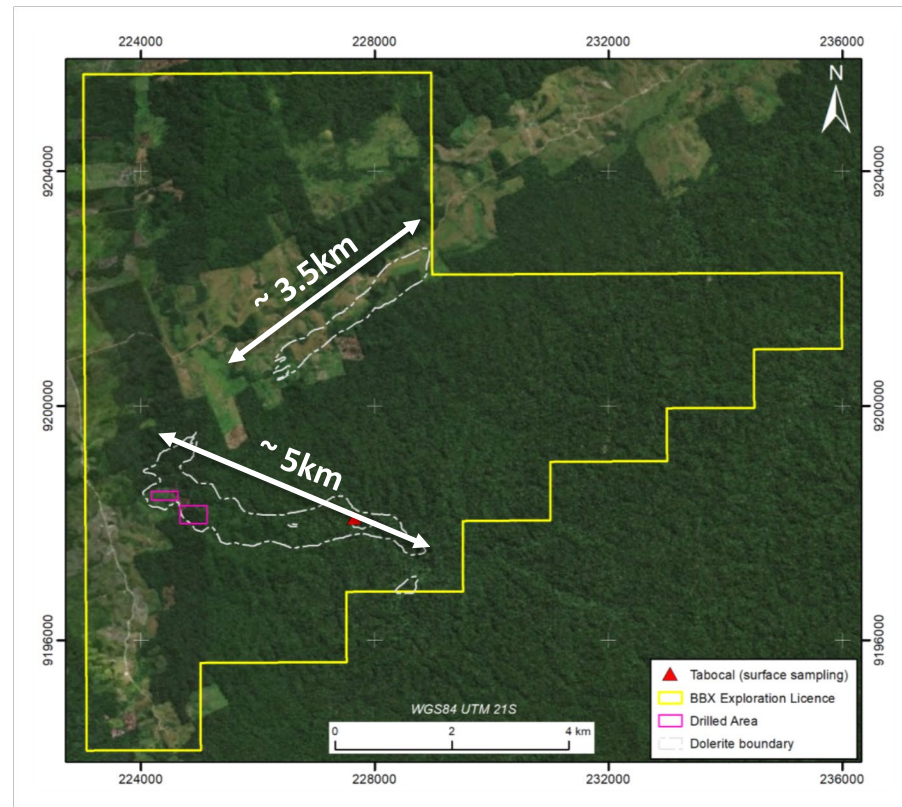 224000
228000
232000
236000
N
9204000
9204000
~ 3.5km
9200000
9200000
~ 5km
9196000
9196000
Tabocal (surface sampling)
BBX Exploration Licence
Drilled Area
Dolerite boundary
WGS84 UTM 21S
0
2
4 km
224000
228000
232000
236000